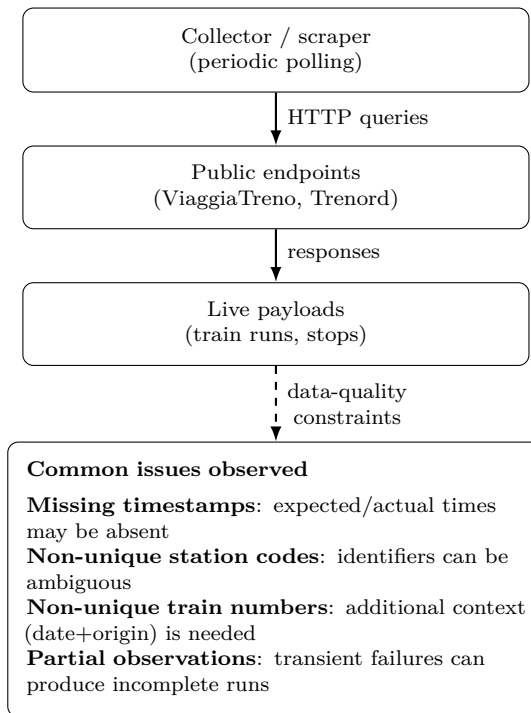 Collector / scraper
(periodic polling)
HTTP queries
Public endpoints
(ViaggiaTreno, Trenord)
responses
Live payloads
(train runs, stops)
data-quality
constraints
Common issues observed
Missing timestamps: expected/actual times
may be absent
Non-unique station codes: identifiers can be
ambiguous
Non-unique train numbers: additional context
(date+origin) is needed
Partial observations: transient failures can
produce incomplete runs